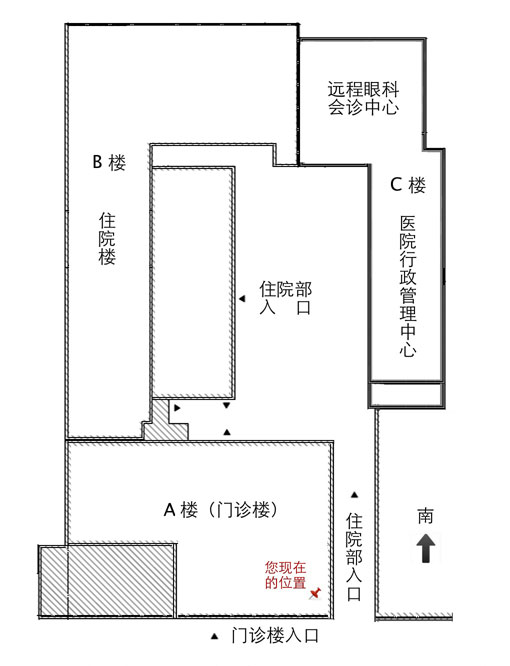 远程眼科
会诊中心
B 楼
住院楼
C 楼
医院行政管理中心
住院部
入 口
A 楼（门诊楼）
住院部入口
南
您现在
的位置
门诊楼入口